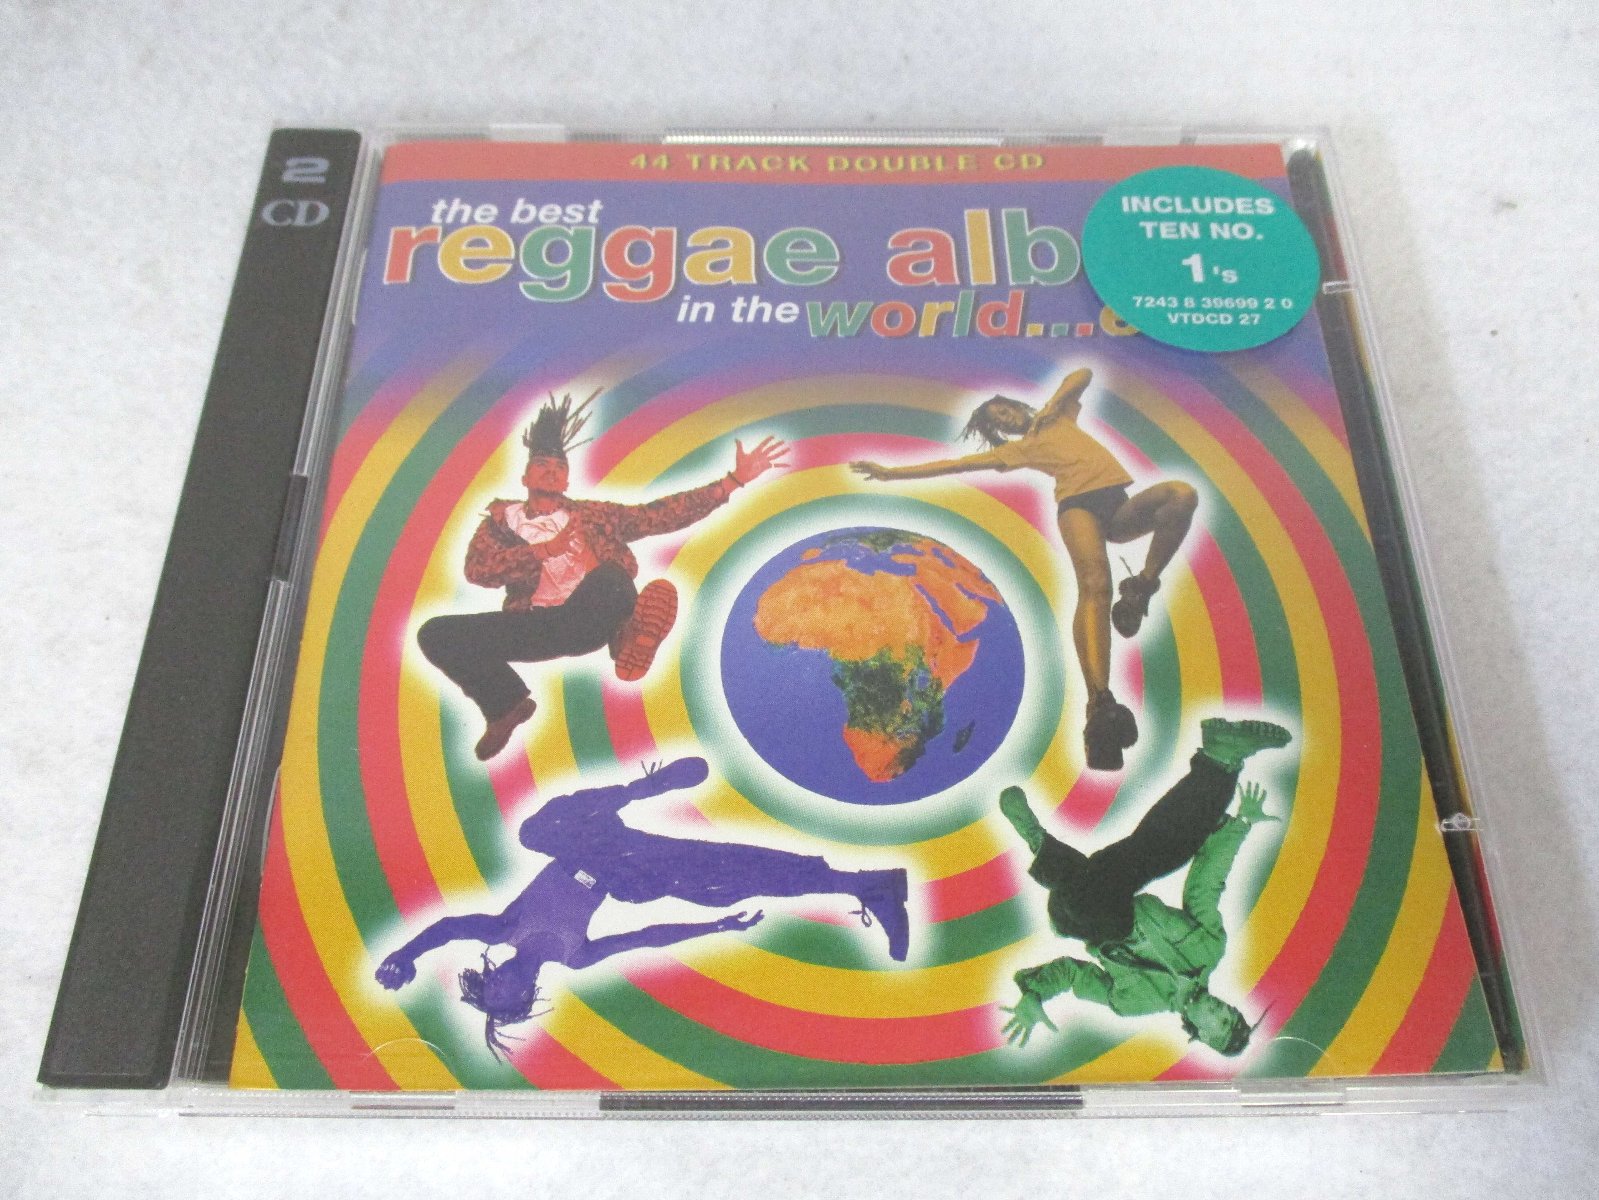 2
CD
44 TRACK DOUBLE CD
the best
reggae alb
in the world...e
INCLUDES
TEN NO.
1's
7243 8 39699 2 0
VTDCD 27